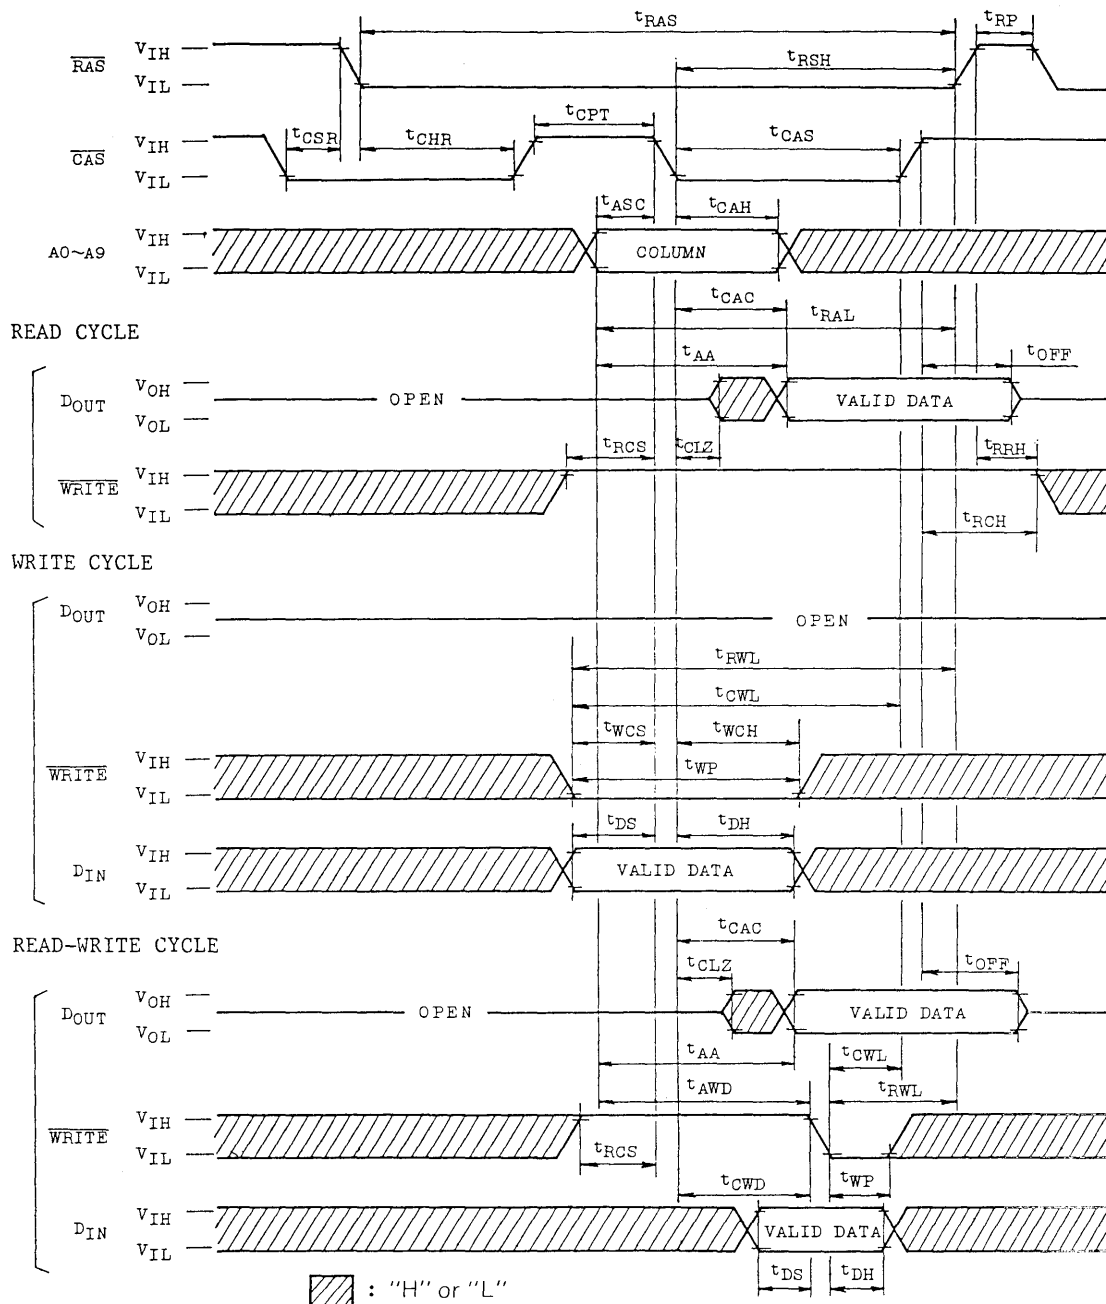 tRAS
tRP
RAS
VIH
VIL
tRSH
tCPT
tCSR
tCHR
tCAS
CAS
VIH
VIL
tASC
tCAH
A0~A9
VIH
VIL
COLUMN
tCAC
tRAL
READ CYCLE
tAA
tOFF
DOUT
VOH
VOL
OPEN
VALID DATA
tRCS
tCLZ
tRRH
WRITE
VIH
VIL
tRCH
WRITE CYCLE
DOUT
VOH
VOL
OPEN
tRWL
tCWL
tWCS
tWCH
WRITE
VIH
VIL
tWP
tDS
tDH
DIN
VIH
VIL
VALID DATA
READ-WRITE CYCLE
tCAC
tCLZ
tOFF
DOUT
VOH
VOL
OPEN
VALID DATA
tAA
tCWL
tAWD
tRWL
WRITE
VIH
VIL
tRCS
tCWD
tWP
DIN
VIH
VIL
VALID DATA
tDS
tDH
: "H" or "L"